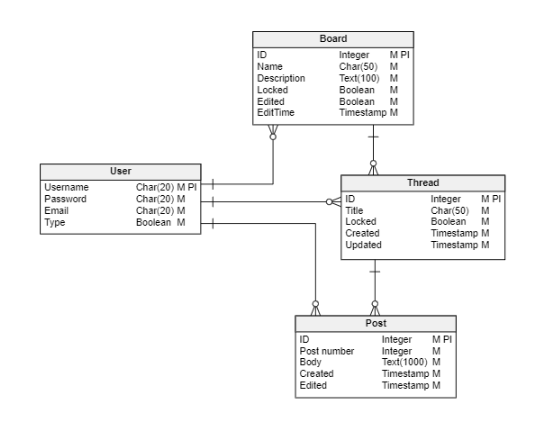 Board
ID Integer M PI
Name Char(50) M
Description Text(100) M
Locked Boolean M
Edited Boolean M
EditTime Timestamp M
User
Username Char(20) M PI
Password Char(20) M
Email Char(20) M
Type Boolean M
Thread
ID Integer M PI
Title Char(50) M
Locked Boolean M
Created Timestamp M
Updated Timestamp M
Post
ID Integer M PI
Post number Integer M
Body Text(1000) M
Created Timestamp M
Edited Timestamp M